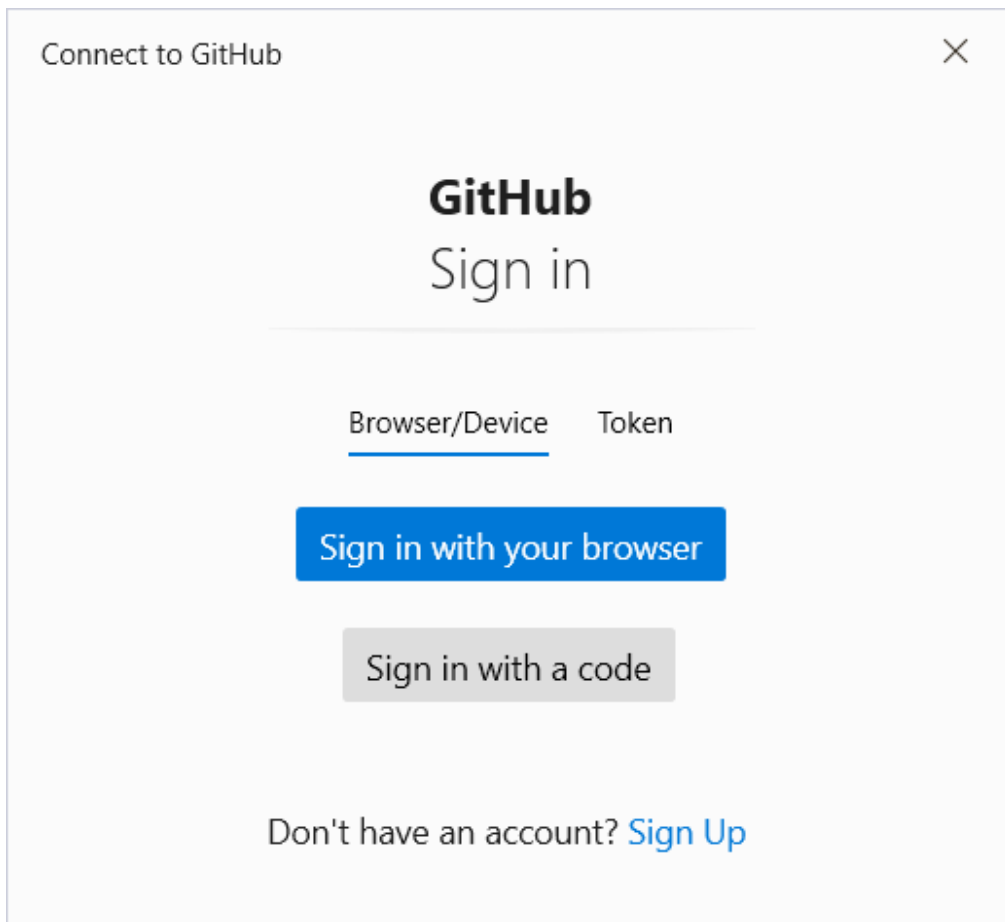 Connect to GitHub
GitHub
Sign in
Browser/Device Token
Sign in with your browser
Sign in with a code
Don't have an account? Sign Up